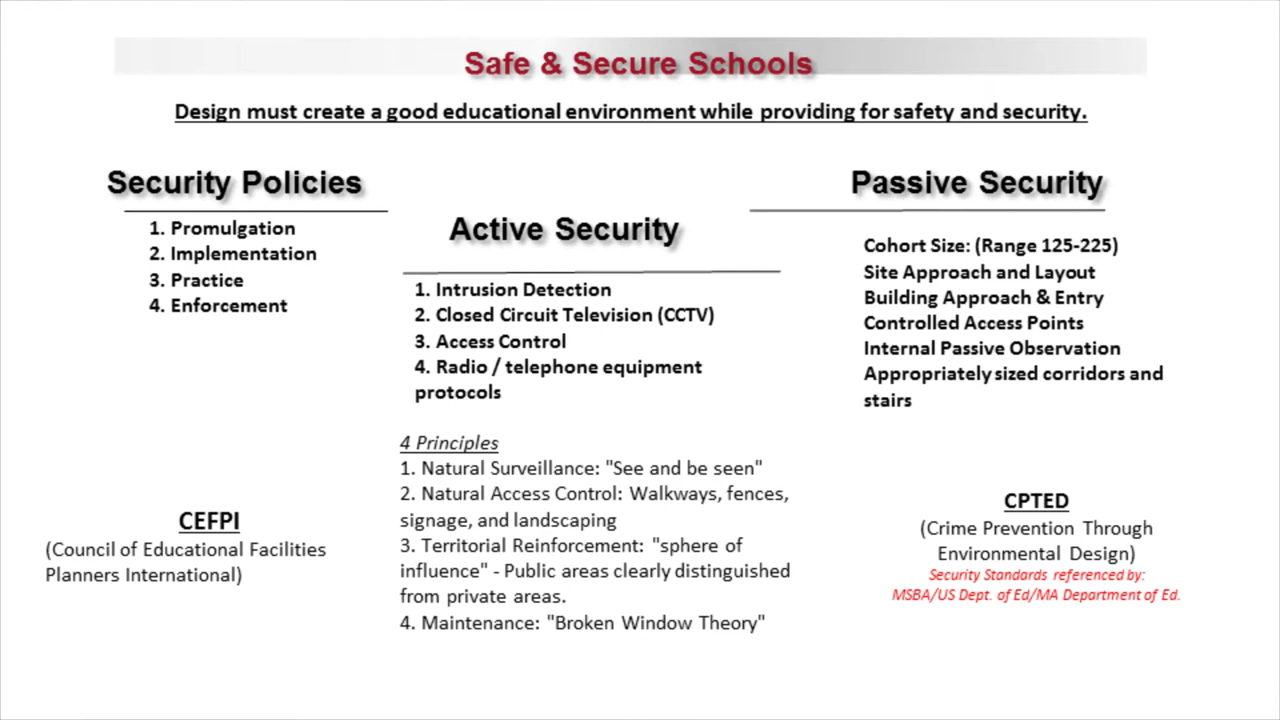 Safe & Secure Schools
Design must create a good educational environment while providing for safety and security.
Security Policies
1. Promulgation
2. Implementation
3. Practice
4. Enforcement
Active Security
1. Intrusion Detection
2. Closed Circuit Television (CCTV)
3. Access Control
4. Radio / telephone equipment
protocols
Passive Security
Cohort Size: (Range 125-225)
Site Approach and Layout
Building Approach & Entry
Controlled Access Points
Internal Passive Observation
Appropriately sized corridors and
stairs
CEFPI
(Council of Educational Facilities
Planners International)
4 Principles
1. Natural Surveillance: "See and be seen"
2. Natural Access Control: Walkways, fences,
signage, and landscaping
3. Territorial Reinforcement: "sphere of
influence" - Public areas clearly distinguished
from private areas.
4. Maintenance: "Broken Window Theory"
CPTED
(Crime Prevention Through
Environmental Design)
Security Standards referenced by:
MSBA/US Dept. of Ed/MA Department of Ed.